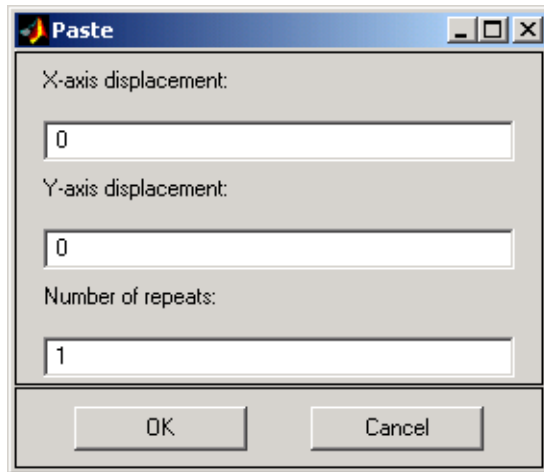 Paste
X-axis displacement:
0
Y-axis displacement:
0
Number of repeats:
1
OK
Cancel